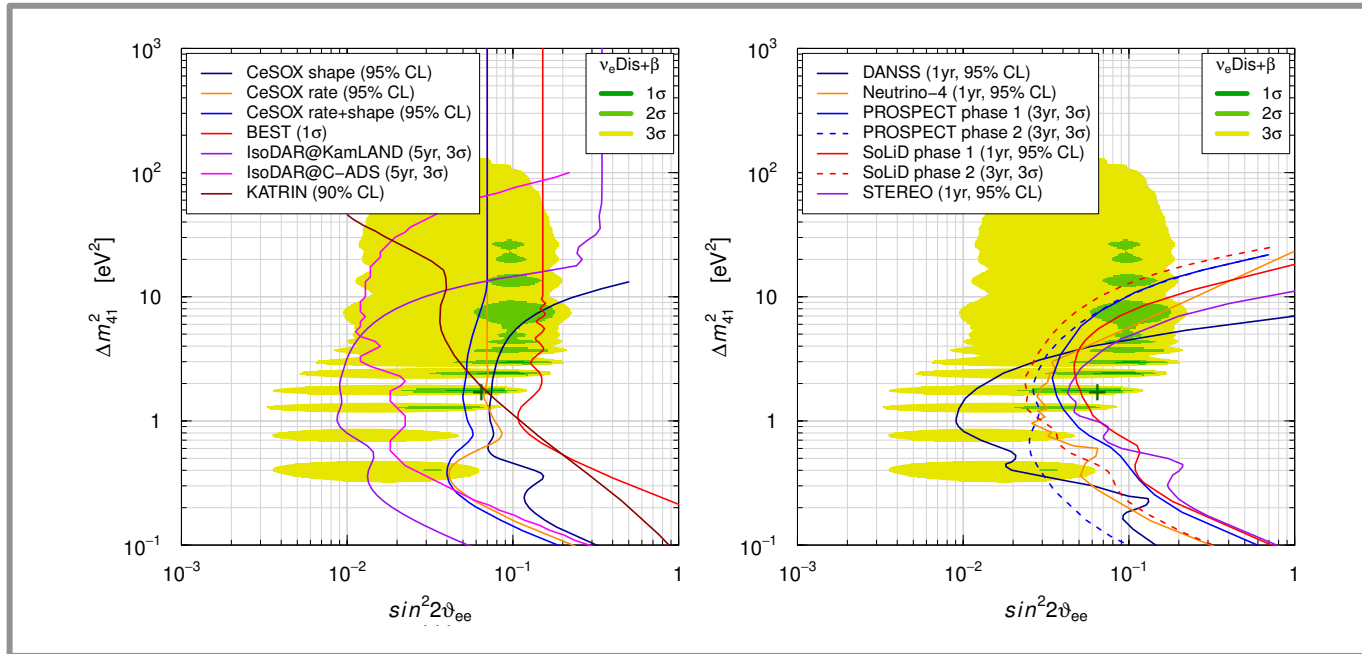 CeSOX shape (95% CL)
CeSOX rate (95% CL)
CeSOX rate+shape (95% CL)
BEST (1σ)
IsoDAR@KamLAND (5yr, 3σ)
IsoDAR@C−ADS (5yr, 3σ)
KATRIN (90% CL)
νeDis+β
1σ
2σ
3σ
10³
10²
10
1
10⁻¹
Δm²₄₁ [eV²]
10⁻³
10⁻²
10⁻¹
1
sin²2ϑee
DANSS (1yr, 95% CL)
Neutrino−4 (1yr, 95% CL)
PROSPECT phase 1 (3yr, 3σ)
PROSPECT phase 2 (3yr, 3σ)
SoLiD phase 1 (1yr, 95% CL)
SoLiD phase 2 (3yr, 3σ)
STEREO (1yr, 95% CL)
νeDis+β
1σ
2σ
3σ
10³
10²
10
1
10⁻¹
Δm²₄₁ [eV²]
10⁻³
10⁻²
10⁻¹
1
sin²2ϑee